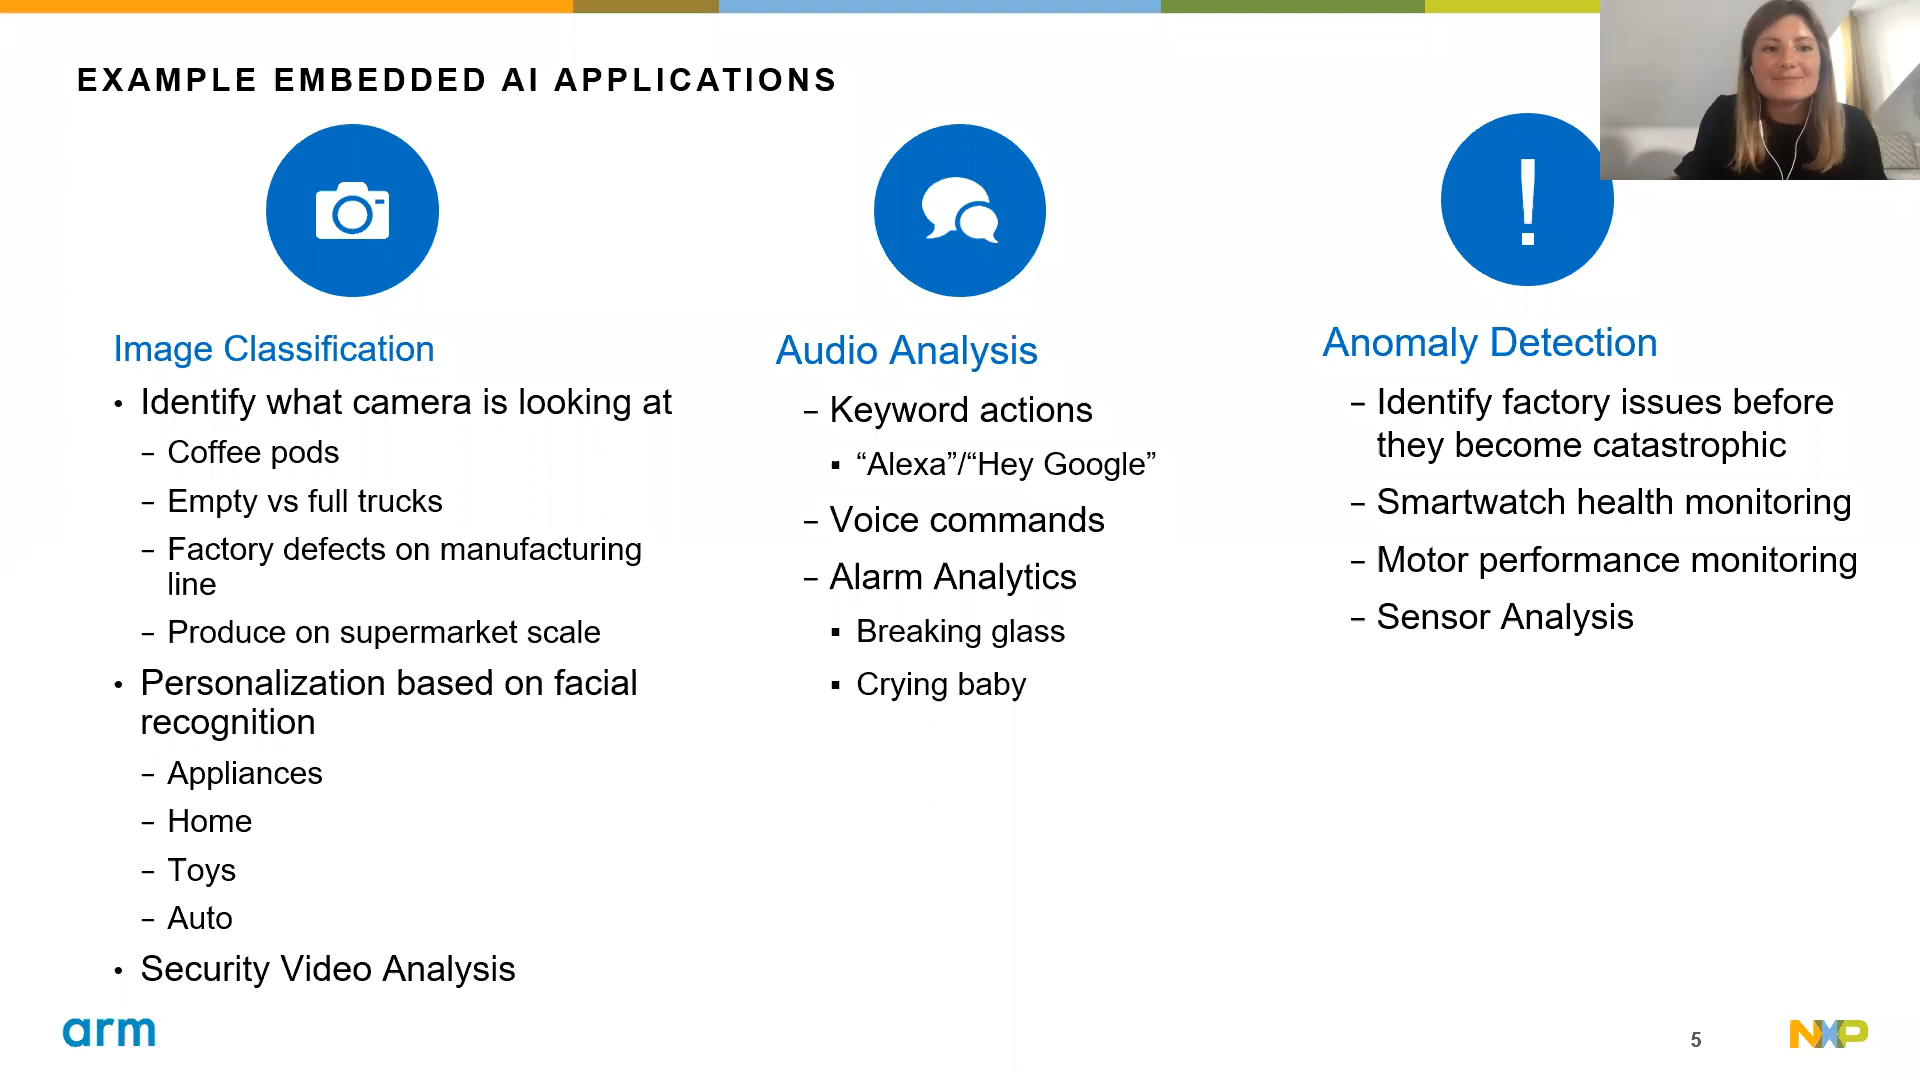 EXAMPLE EMBEDDED AI APPLICATIONS
Image Classification
• Identify what camera is looking at
– Coffee pods
– Empty vs full trucks
– Factory defects on manufacturing
line
– Produce on supermarket scale
• Personalization based on facial
recognition
– Appliances
– Home
– Toys
– Auto
• Security Video Analysis
Audio Analysis
– Keyword actions
▪ “Alexa”/“Hey Google”
– Voice commands
– Alarm Analytics
▪ Breaking glass
▪ Crying baby
!
Anomaly Detection
– Identify factory issues before
they become catastrophic
– Smartwatch health monitoring
– Motor performance monitoring
– Sensor Analysis
arm
5
NXP